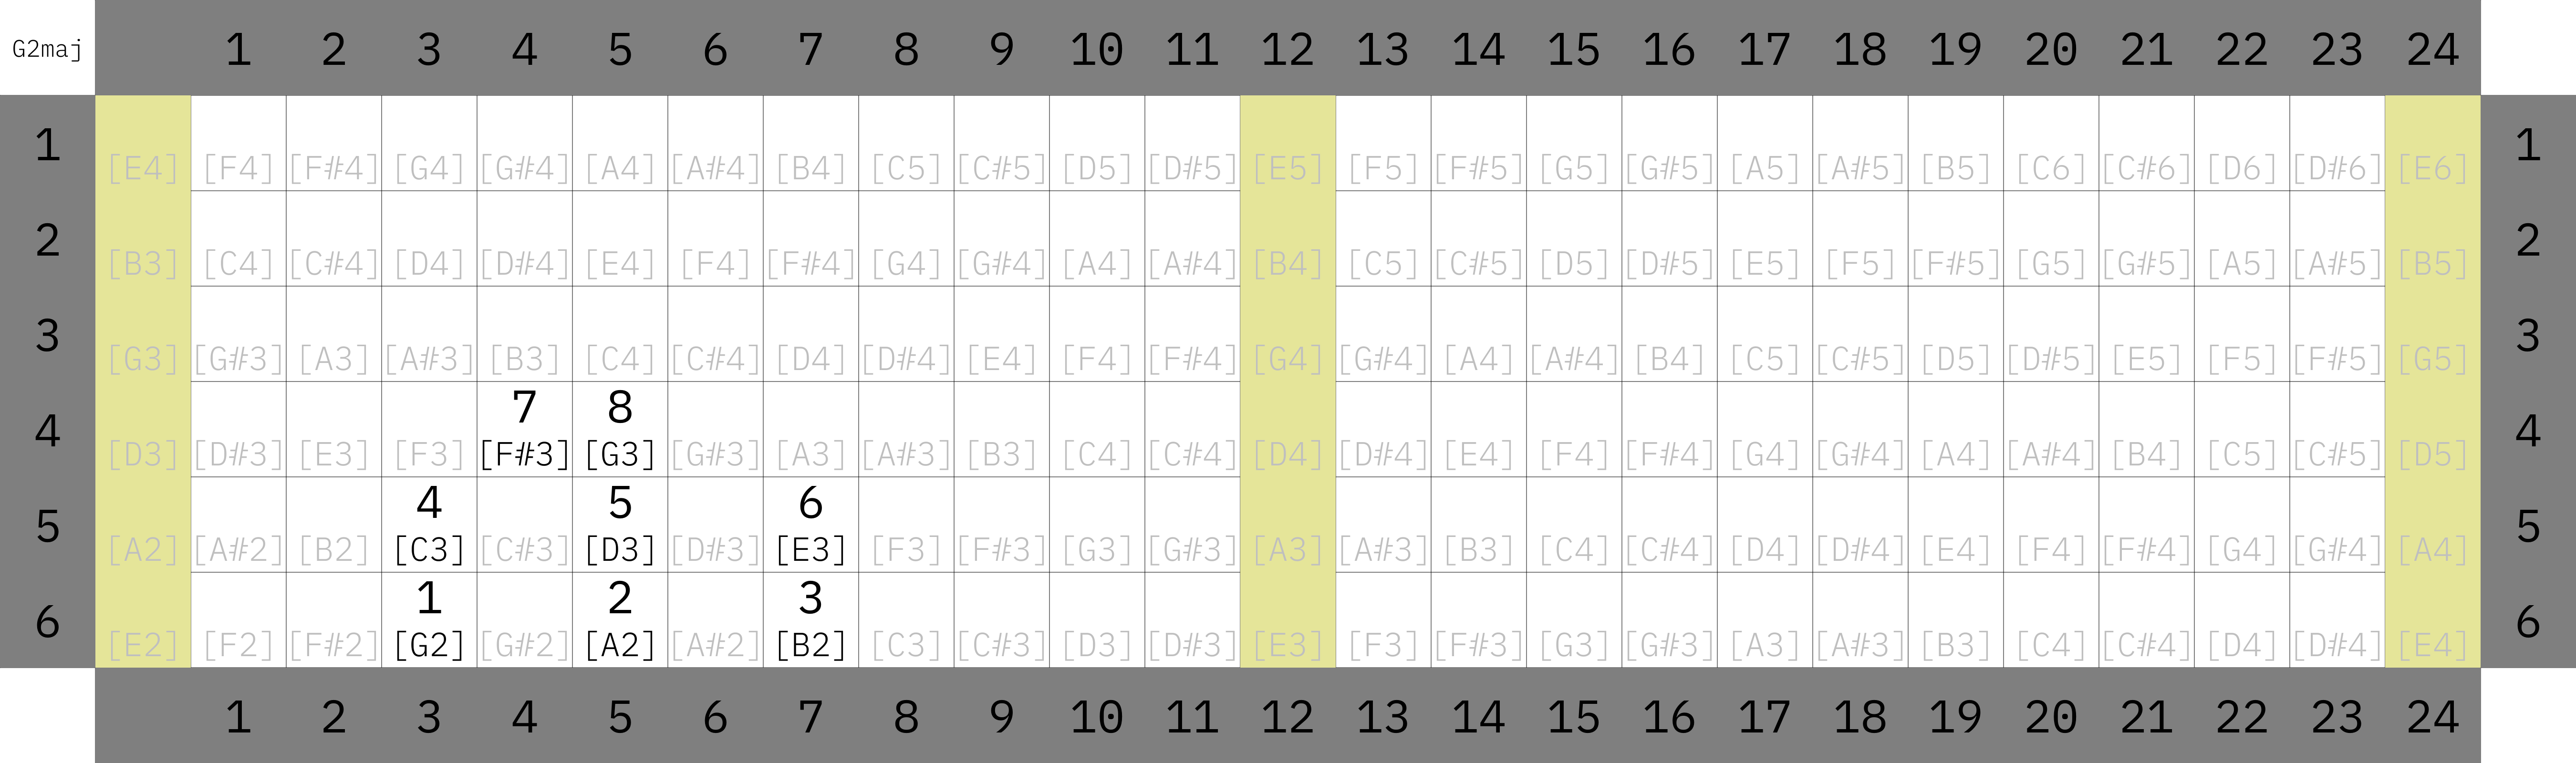 G2maj 1 2 3 4 5 6 7 8 9 10 11 12 13 14 15 16 17 18 19 20 21 22 23 24
1 [E4] [F4] [F#4] [G4] [G#4] [A4] [A#4] [B4] [C5] [C#5] [D5] [D#5] [E5] [F5] [F#5] [G5] [G#5] [A5] [A#5] [B5] [C6] [C#6] [D6] [D#6] [E6] 1
2 [B3] [C4] [C#4] [D4] [D#4] [E4] [F4] [F#4] [G4] [G#4] [A4] [A#4] [B4] [C5] [C#5] [D5] [D#5] [E5] [F5] [F#5] [G5] [G#5] [A5] [A#5] [B5] 2
3 [G3] [G#3] [A3] [A#3] [B3] [C4] [C#4] [D4] [D#4] [E4] [F4] [F#4] [G4] [G#4] [A4] [A#4] [B4] [C5] [C#5] [D5] [D#5] [E5] [F5] [F#5] [G5] 3
7 8
4 [D3] [D#3] [E3] [F3] [F#3] [G3] [G#3] [A3] [A#3] [B3] [C4] [C#4] [D4] [D#4] [E4] [F4] [F#4] [G4] [G#4] [A4] [A#4] [B4] [C5] [C#5] [D5] 4
4 5 6
5 [A2] [A#2] [B2] [C3] [C#3] [D3] [D#3] [E3] [F3] [F#3] [G3] [G#3] [A3] [A#3] [B3] [C4] [C#4] [D4] [D#4] [E4] [F4] [F#4] [G4] [G#4] [A4] 5
1 2 3
6 [E2] [F2] [F#2] [G2] [G#2] [A2] [A#2] [B2] [C3] [C#3] [D3] [D#3] [E3] [F3] [F#3] [G3] [G#3] [A3] [A#3] [B3] [C4] [C#4] [D4] [D#4] [E4] 6
1 2 3 4 5 6 7 8 9 10 11 12 13 14 15 16 17 18 19 20 21 22 23 24